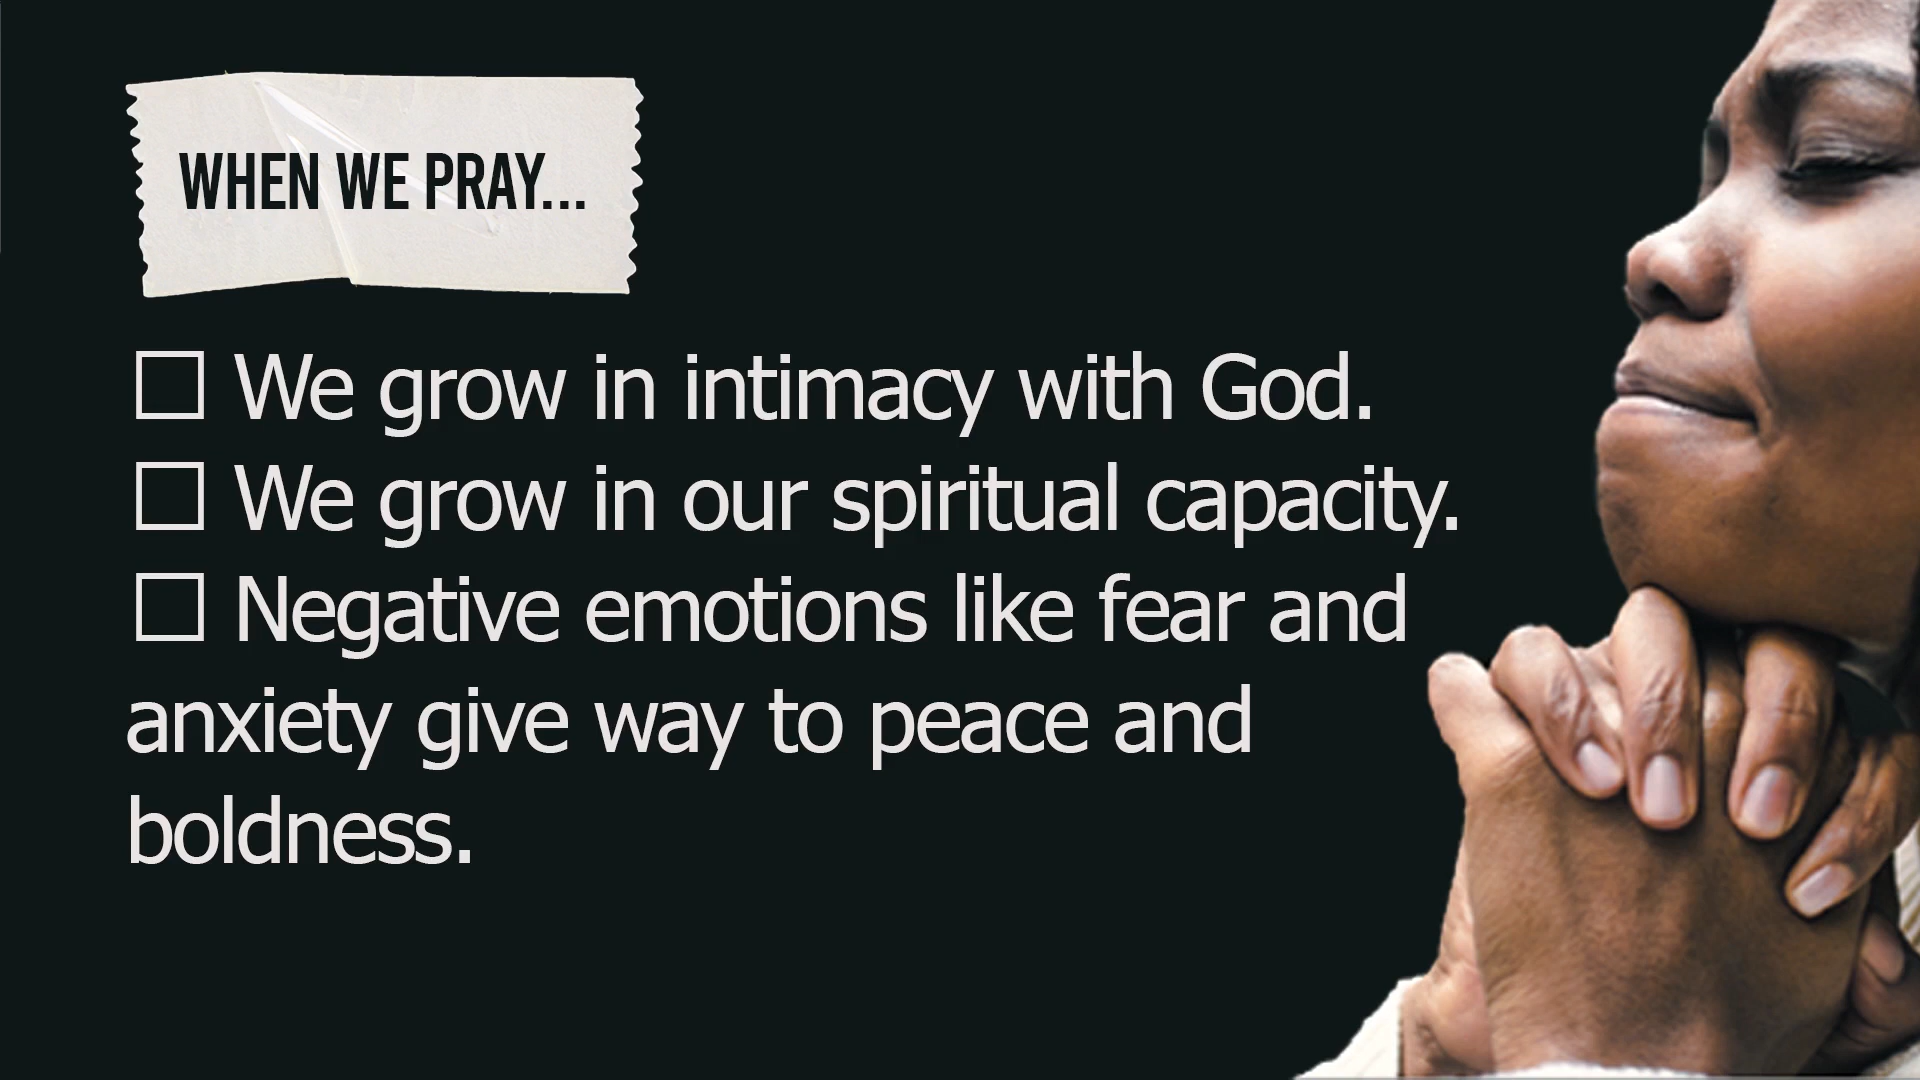 WHEN WE PRAY...
☐ We grow in intimacy with God.
☐ We grow in our spiritual capacity.
☐ Negative emotions like fear and
anxiety give way to peace and
boldness.